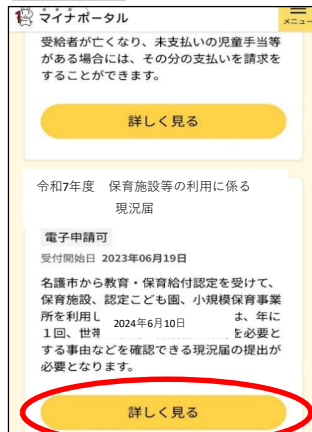 マイナポータル
メニュー
受給者が亡くなり、未支払いの児童手当等
がある場合には、その分の支払いを請求を
することができます。
詳しく見る
令和7年度　保育施設等の利用に係る
現況届
電子申請可
受付開始日 2023年06月19日
名護市から教育・保育給付認定を受けて、
保育施設、認定こども園、小規模保育事業
所を利用し は、年に
2024年6月10日
1回、世帯 を必要と
する事由などを確認できる現況届の提出が
必要となります。
詳しく見る